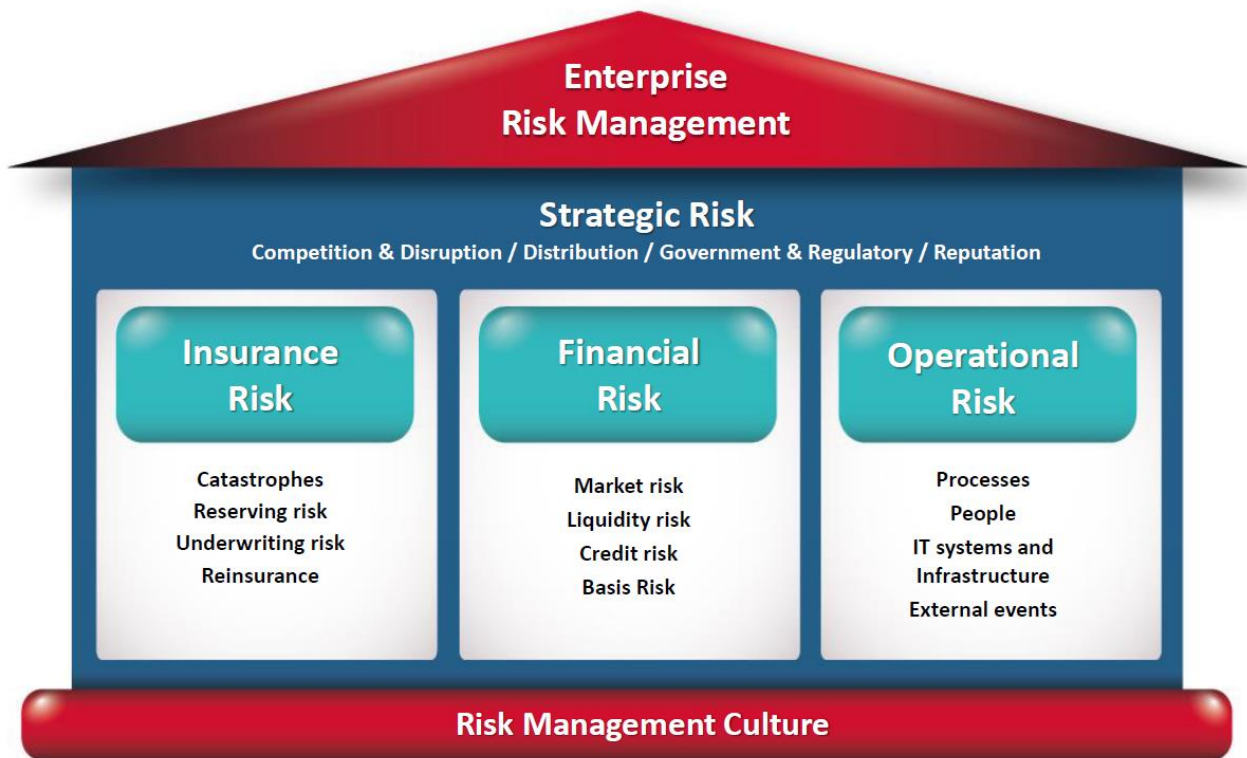 Enterprise
Risk Management
Strategic Risk
Competition & Disruption / Distribution / Government & Regulatory / Reputation
Insurance
Risk
Catastrophes
Reserving risk
Underwriting risk
Reinsurance
Financial
Risk
Market risk
Liquidity risk
Credit risk
Basis Risk
Operational
Risk
Processes
People
IT systems and
Infrastructure
External events
Risk Management Culture